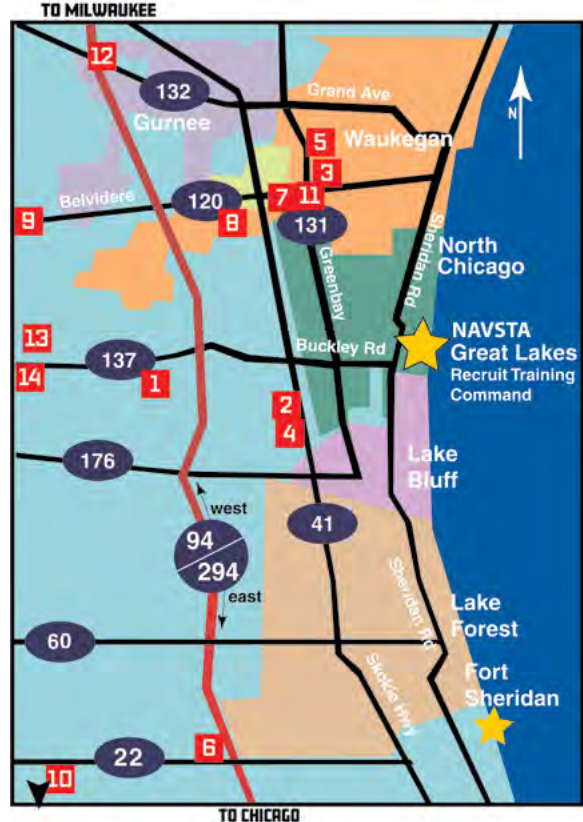 TO MILWAUKEE
12
132
Grand Ave
Gurnee
5
Waukegan
3
Belvidere
120
7
11
9
8
131
Greenbay
Sheridan Rd
North
Chicago
13
NAVSTA
Great Lakes
Recruit Training
Command
Buckley Rd
137
14
1
2
4
176
Lake
Bluff
west
94
294
east
41
N
Sheridan Rd
Lake
Forest
60
Skokie Hwy
Fort
Sheridan
6
22
10
TO CHICAGO